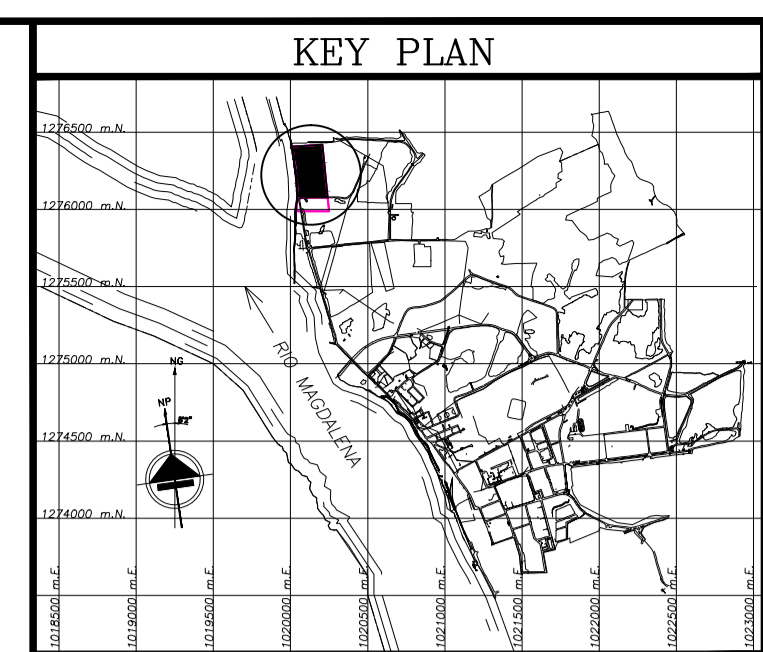 KEY PLAN
1276500 m.N.
1276000 m.N.
1275500 m.N.
1275000 m.N.
1274500 m.N.
1274000 m.N.
RIO MAGDALENA
NG
NP
1018500 m.E.
1019000 m.E.
1019500 m.E.
1020000 m.E.
1020500 m.E.
1021000 m.E.
1021500 m.E.
1022000 m.E.
1022500 m.E.
1023000 m.E.